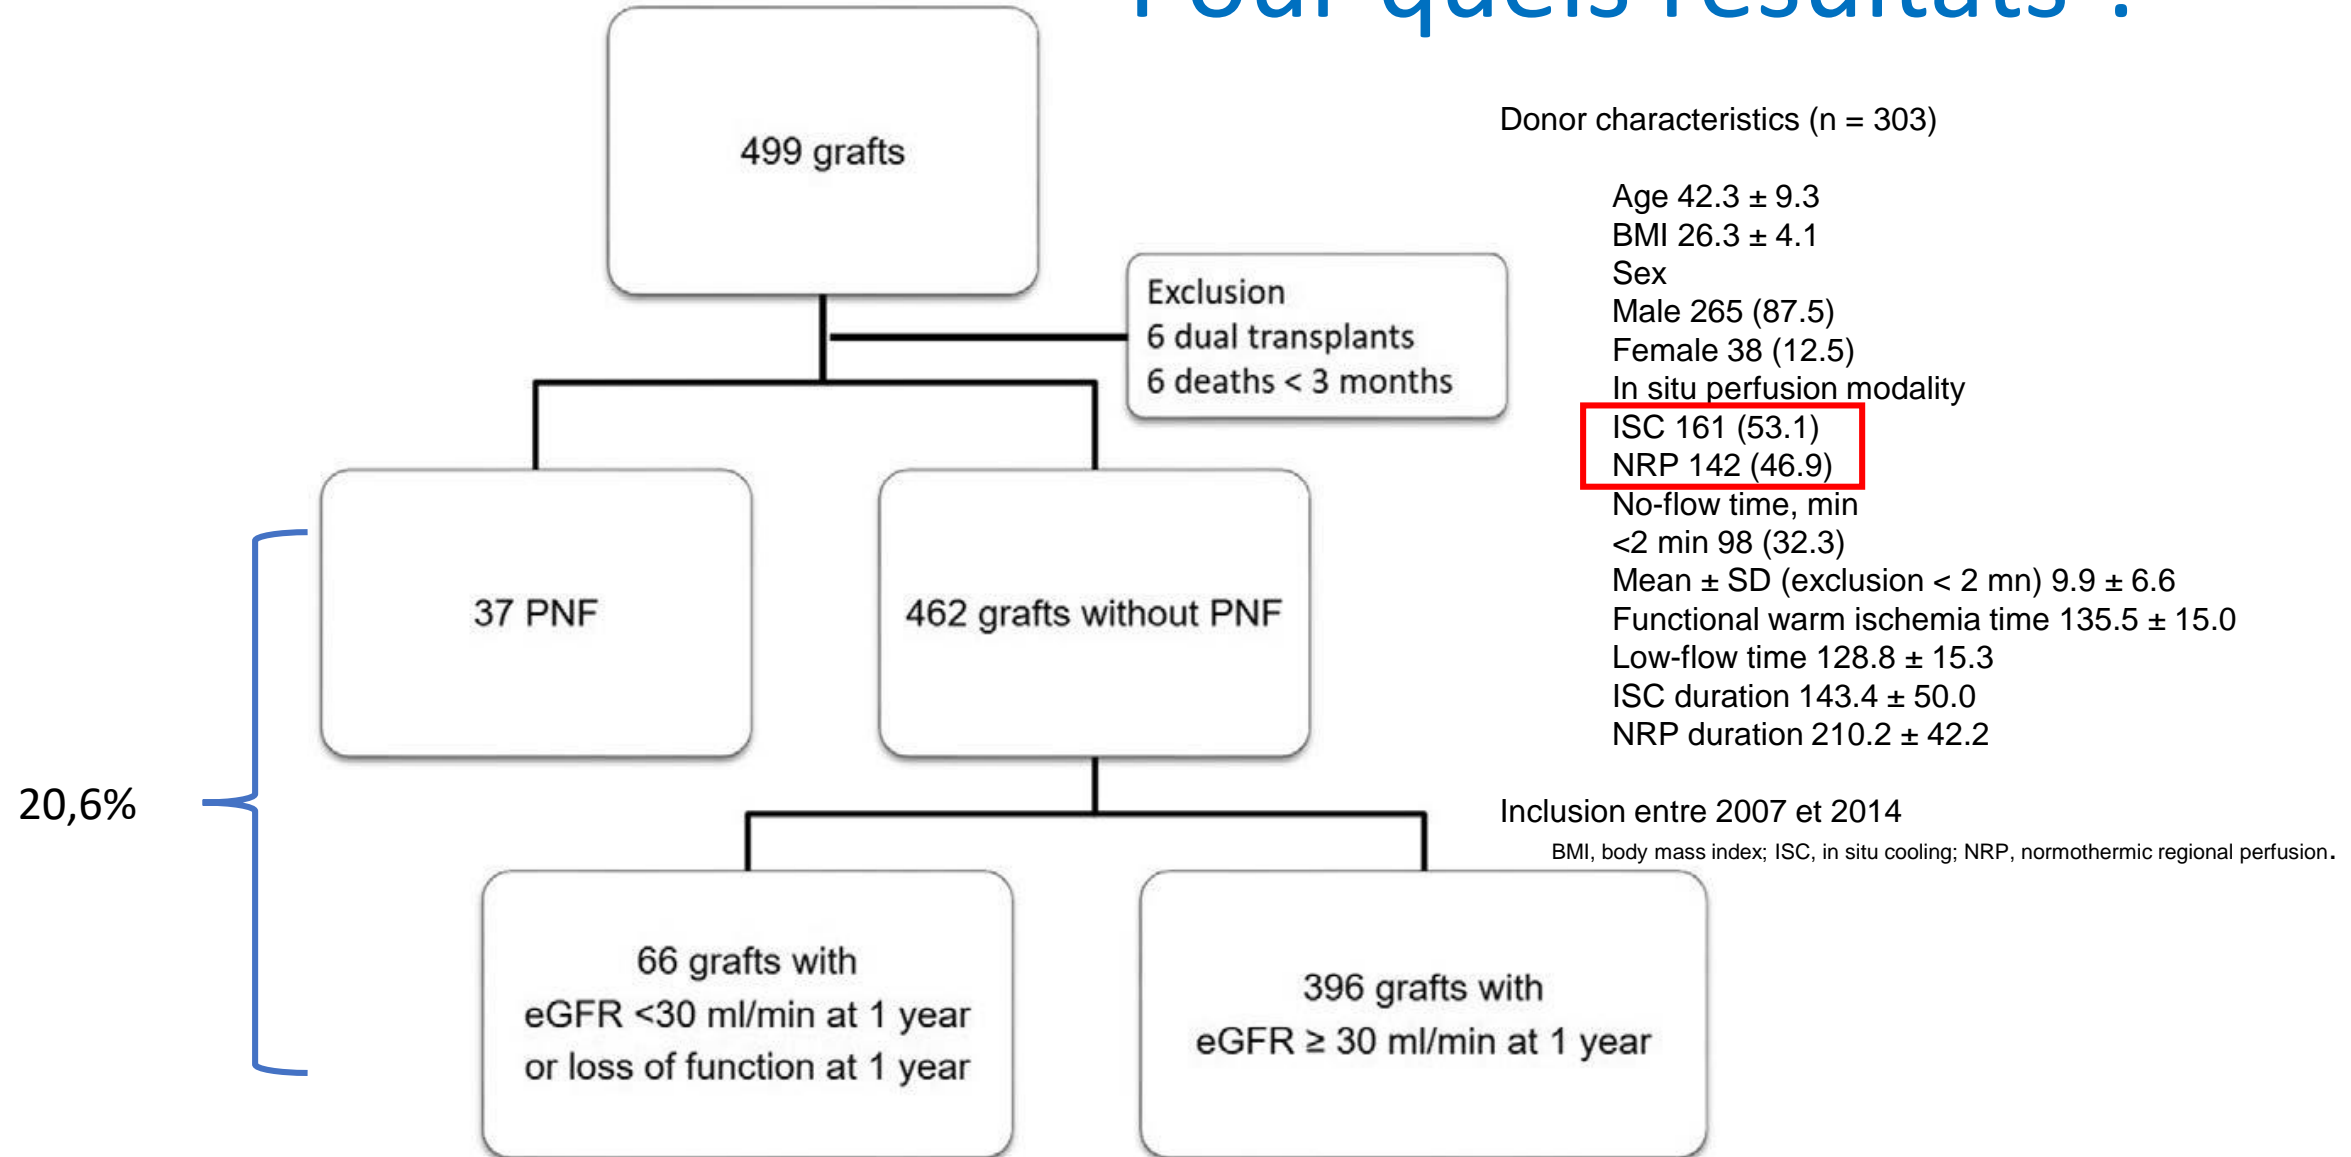 Pour quels résultats ?
499 grafts
Exclusion
6 dual transplants
6 deaths < 3 months
37 PNF
462 grafts without PNF
20,6%
66 grafts with
eGFR <30 ml/min at 1 year
or loss of function at 1 year
396 grafts with
eGFR ≥ 30 ml/min at 1 year
Donor characteristics (n = 303)
Age 42.3 ± 9.3
BMI 26.3 ± 4.1
Sex
Male 265 (87.5)
Female 38 (12.5)
In situ perfusion modality
ISC 161 (53.1)
NRP 142 (46.9)
No-flow time, min
<2 min 98 (32.3)
Mean ± SD (exclusion < 2 mn) 9.9 ± 6.6
Functional warm ischemia time 135.5 ± 15.0
Low-flow time 128.8 ± 15.3
ISC duration 143.4 ± 50.0
NRP duration 210.2 ± 42.2
Inclusion entre 2007 et 2014
BMI, body mass index; ISC, in situ cooling; NRP, normothermic regional perfusion.